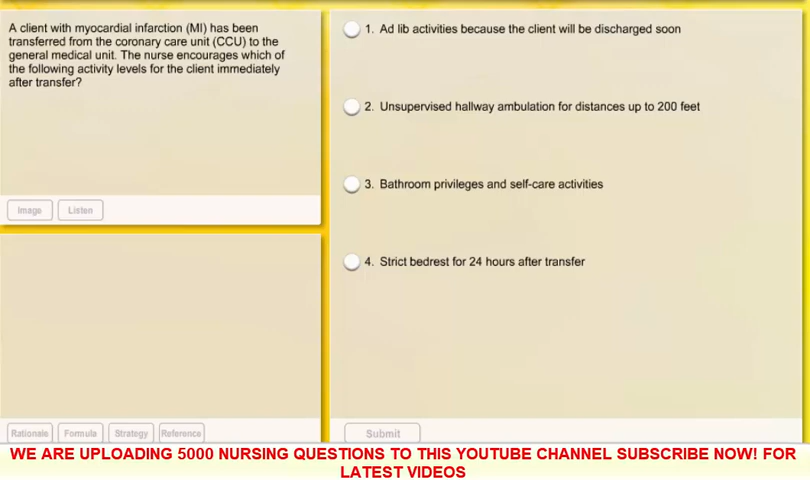 A client with myocardial infarction (MI) has been
transferred from the coronary care unit (CCU) to the
general medical unit. The nurse encourages which of
the following activity levels for the client immediately
after transfer?
Image Listen
1. Ad lib activities because the client will be discharged soon
2. Unsupervised hallway ambulation for distances up to 200 feet
3. Bathroom privileges and self-care activities
4. Strict bedrest for 24 hours after transfer
Rationale Formula Strategy Reference
Submit
WE ARE UPLOADING 5000 NURSING QUESTIONS TO THIS YOUTUBE CHANNEL SUBSCRIBE NOW! FOR
LATEST VIDEOS